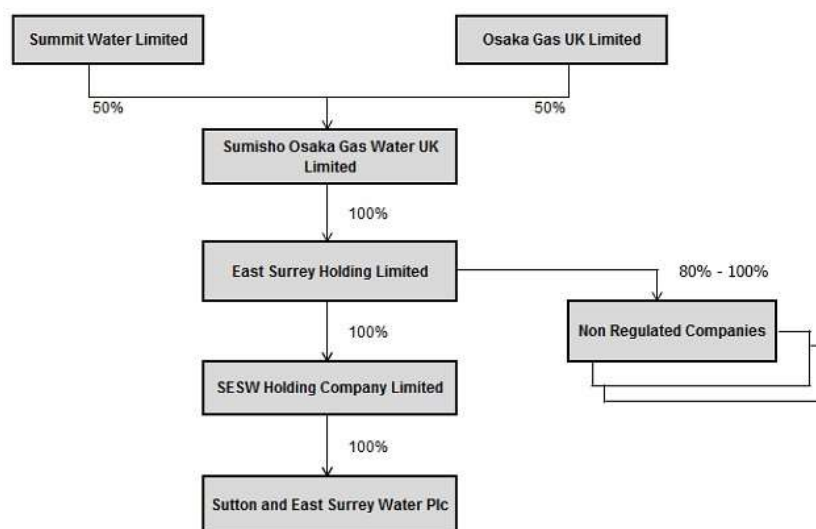 Summit Water Limited
Osaka Gas UK Limited
50%
50%
Sumisho Osaka Gas Water UK
Limited
100%
East Surrey Holding Limited
80% - 100%
Non Regulated Companies
100%
SESW Holding Company Limited
100%
Sutton and East Surrey Water Plc